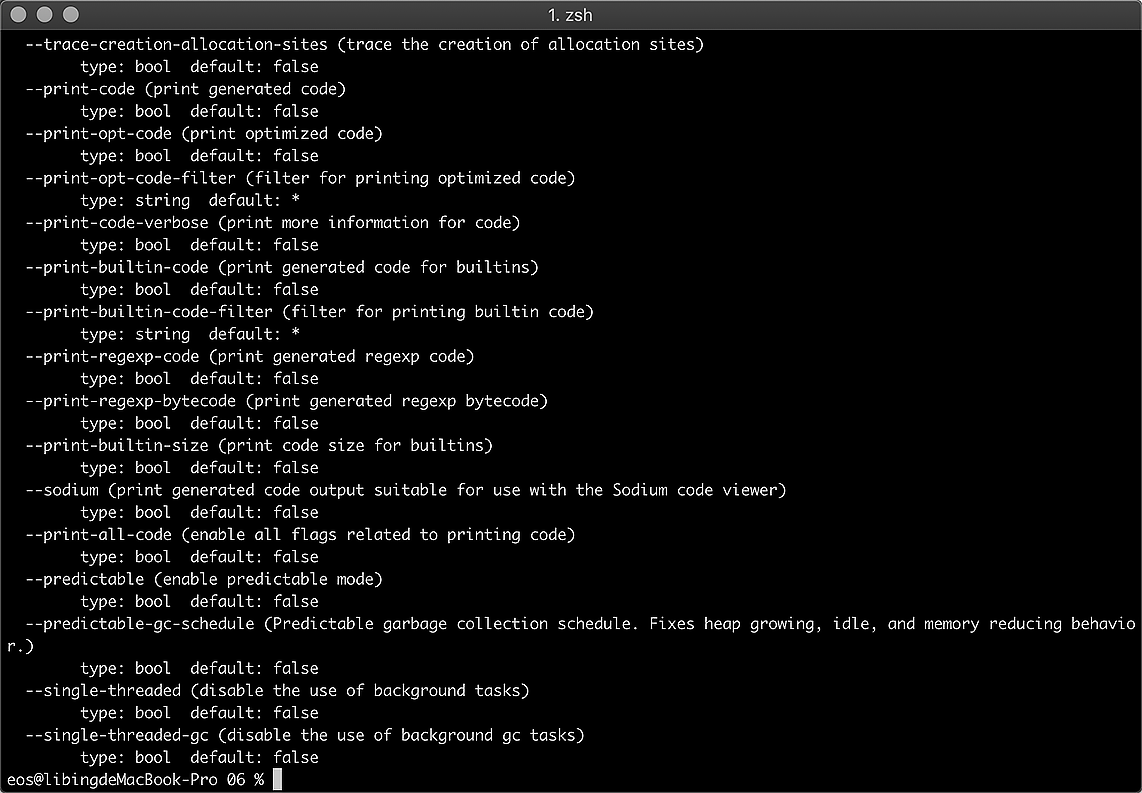 1. zsh
--trace-creation-allocation-sites (trace the creation of allocation sites)
type: bool  default: false
--print-code (print generated code)
type: bool  default: false
--print-opt-code (print optimized code)
type: bool  default: false
--print-opt-code-filter (filter for printing optimized code)
type: string  default: *
--print-code-verbose (print more information for code)
type: bool  default: false
--print-builtin-code (print generated code for builtins)
type: bool  default: false
--print-builtin-code-filter (filter for printing builtin code)
type: string  default: *
--print-regexp-code (print generated regexp code)
type: bool  default: false
--print-regexp-bytecode (print generated regexp bytecode)
type: bool  default: false
--print-builtin-size (print code size for builtins)
type: bool  default: false
--sodium (print generated code output suitable for use with the Sodium code viewer)
type: bool  default: false
--print-all-code (enable all flags related to printing code)
type: bool  default: false
--predictable (enable predictable mode)
type: bool  default: false
--predictable-gc-schedule (Predictable garbage collection schedule. Fixes heap growing, idle, and memory reducing behavio
r.)
type: bool  default: false
--single-threaded (disable the use of background tasks)
type: bool  default: false
--single-threaded-gc (disable the use of background gc tasks)
type: bool  default: false
eos@libingdeMacBook-Pro 06 %